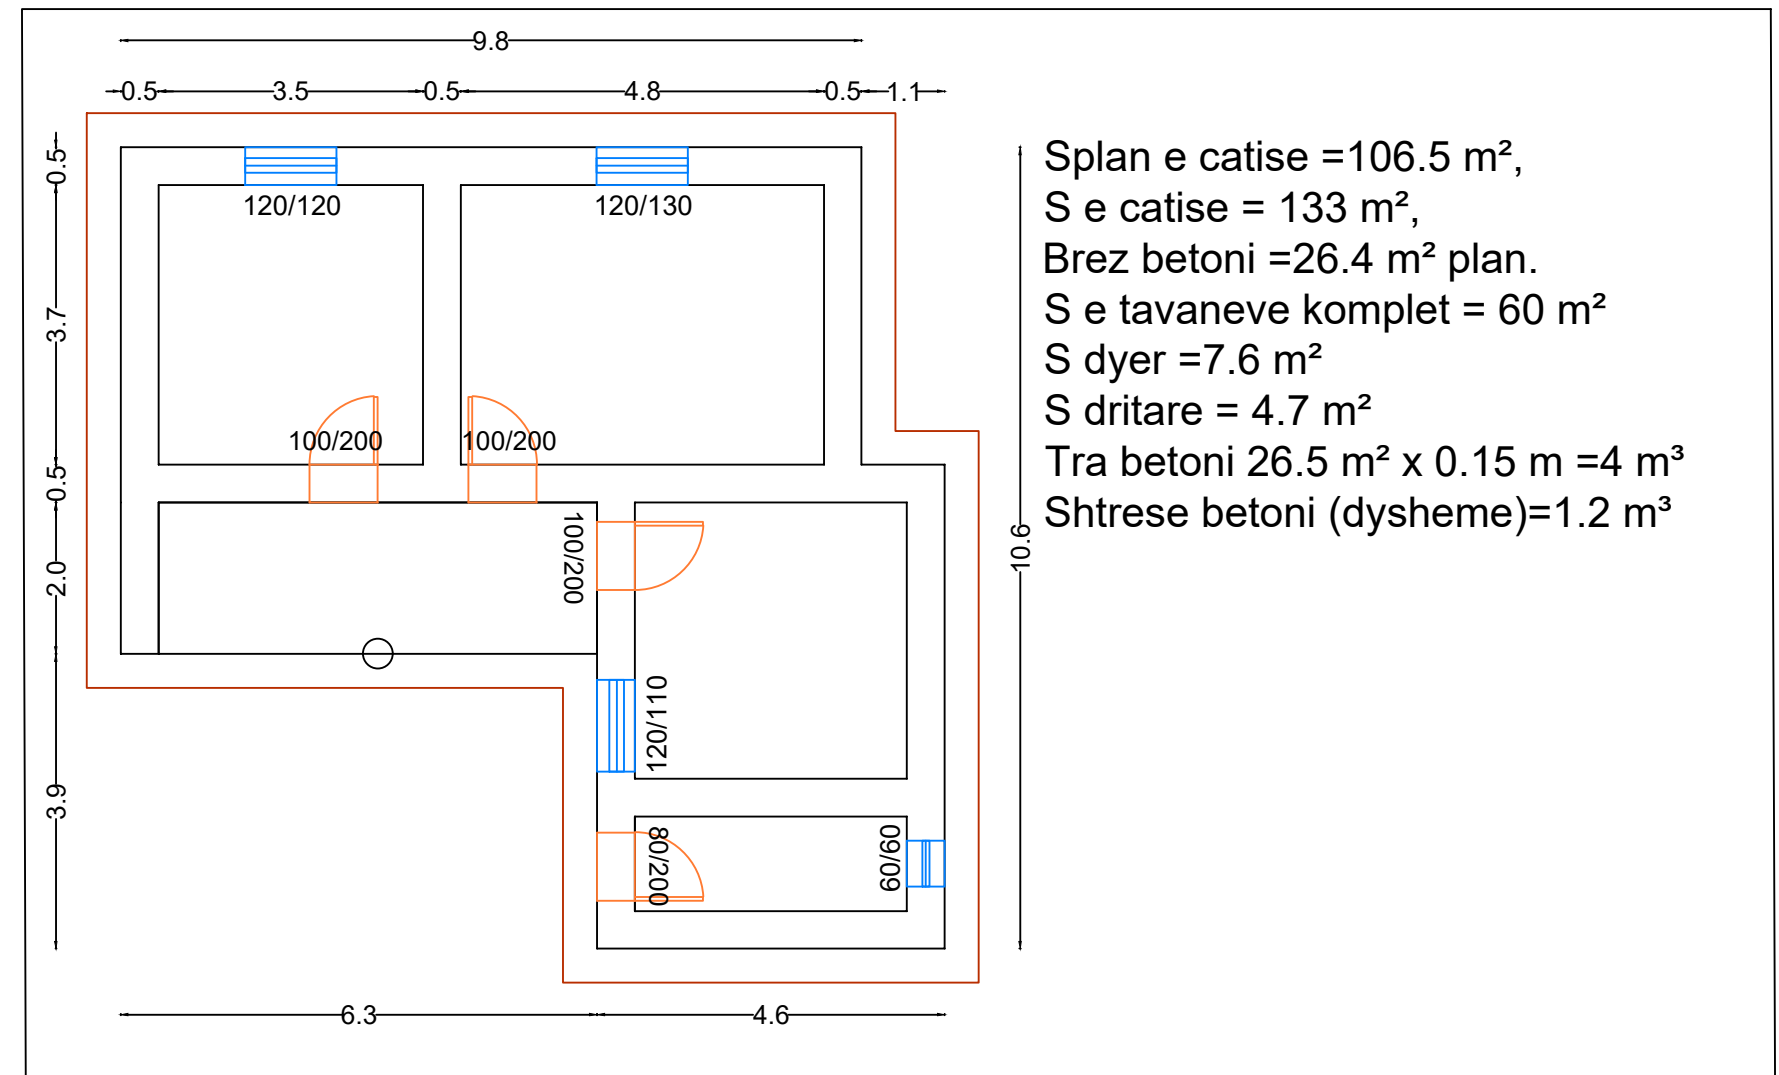 9.8
0.5 3.5 0.5 4.8 0.5 1.1
0.5
3.7
0.5
2.0
3.9
120/120
120/130
100/200
100/200
100/200
120/110
80/200
60/60
10.6
6.3
4.6
Splan e catise =106.5 m²,
S e catise = 133 m²,
Brez betoni =26.4 m² plan.
S e tavaneve komplet = 60 m²
S dyer =7.6 m²
S dritare = 4.7 m²
Tra betoni 26.5 m² x 0.15 m =4 m³
Shtrese betoni (dysheme)=1.2 m³